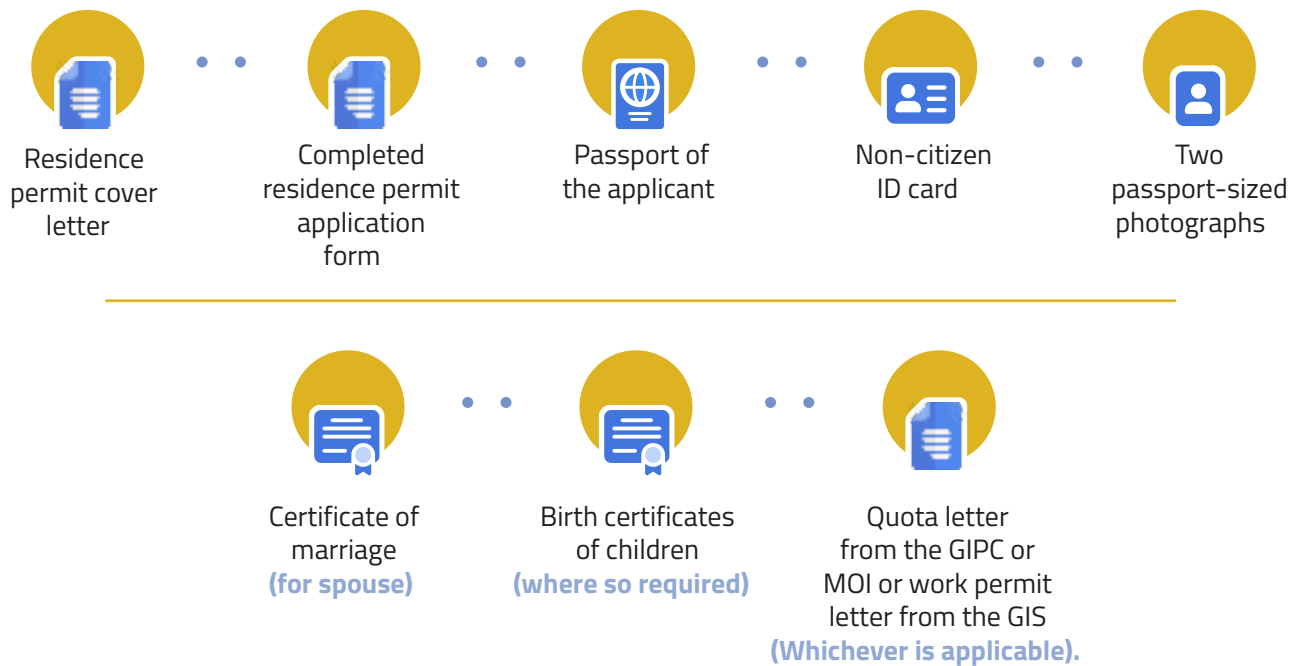 Residence
permit cover
letter
Completed
residence permit
application
form
Passport of
the applicant
Non-citizen
ID card
Two
passport-sized
photographs
Certificate of
marriage
(for spouse)
Birth certificates
of children
(where so required)
Quota letter
from the GIPC or
MOI or work permit
letter from the GIS
(Whichever is applicable).